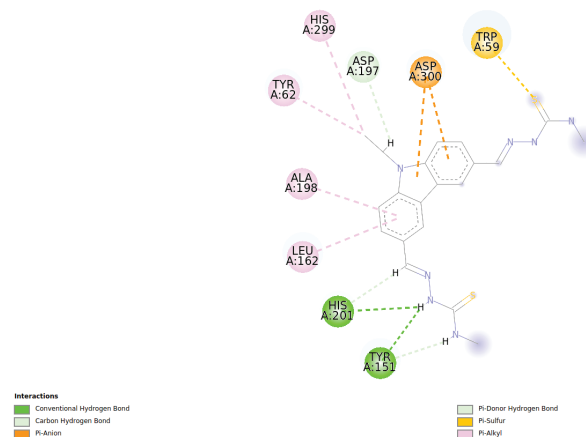 HIS
A:299
TRP
A:59
ASP
A:197
ASP
A:300
TYR
A:62
H
N
N
N
N
ALA
A:198
LEU
A:162
H
N
N
H
HIS
A:201
N
H
TYR
A:151
Interactions
Conventional Hydrogen Bond
Carbon Hydrogen Bond
Pi-Anion
Pi-Donor Hydrogen Bond
Pi-Sulfur
Pi-Alkyl